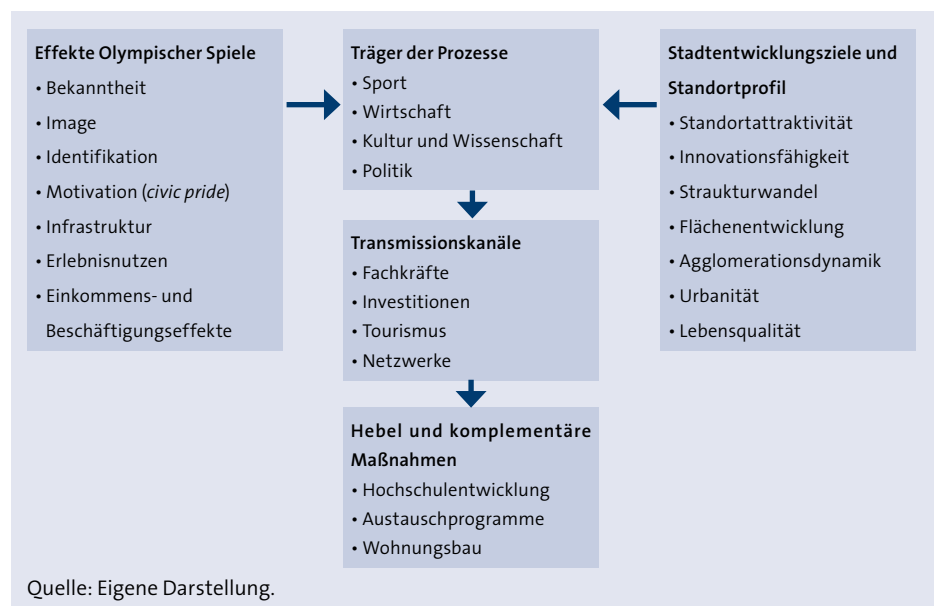 Effekte Olympischer Spiele
• Bekanntheit
• Image
• Identifikation
• Motivation (civic pride)
• Infrastruktur
• Erlebnisnutzen
• Einkommens- und
Beschäftigungseffekte
Träger der Prozesse
• Sport
• Wirtschaft
• Kultur und Wissenschaft
• Politik
Transmissionskanäle
• Fachkräfte
• Investitionen
• Tourismus
• Netzwerke
Hebel und komplementäre
Maßnahmen
• Hochschulentwicklung
• Austauschprogramme
• Wohnungsbau
Stadtentwicklungsziele und
Standortprofil
• Standortattraktivität
• Innovationsfähigkeit
• Straukturwandel
• Flächenentwicklung
• Agglomerationsdynamik
• Urbanität
• Lebensqualität
Quelle: Eigene Darstellung.